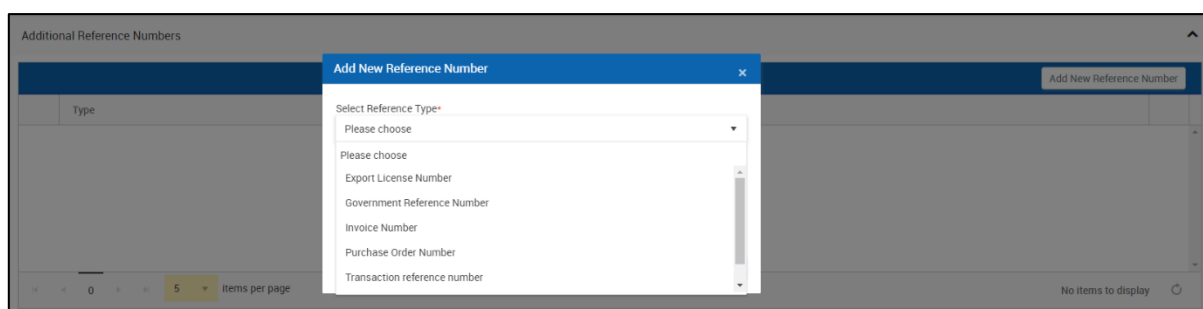 Additional Reference Numbers
Add New Reference Number
×
Add New Reference Number
Type
Select Reference Type*
Please choose
Please choose
Export License Number
Government Reference Number
Invoice Number
Purchase Order Number
Transaction reference number
0
5
items per page
No items to display